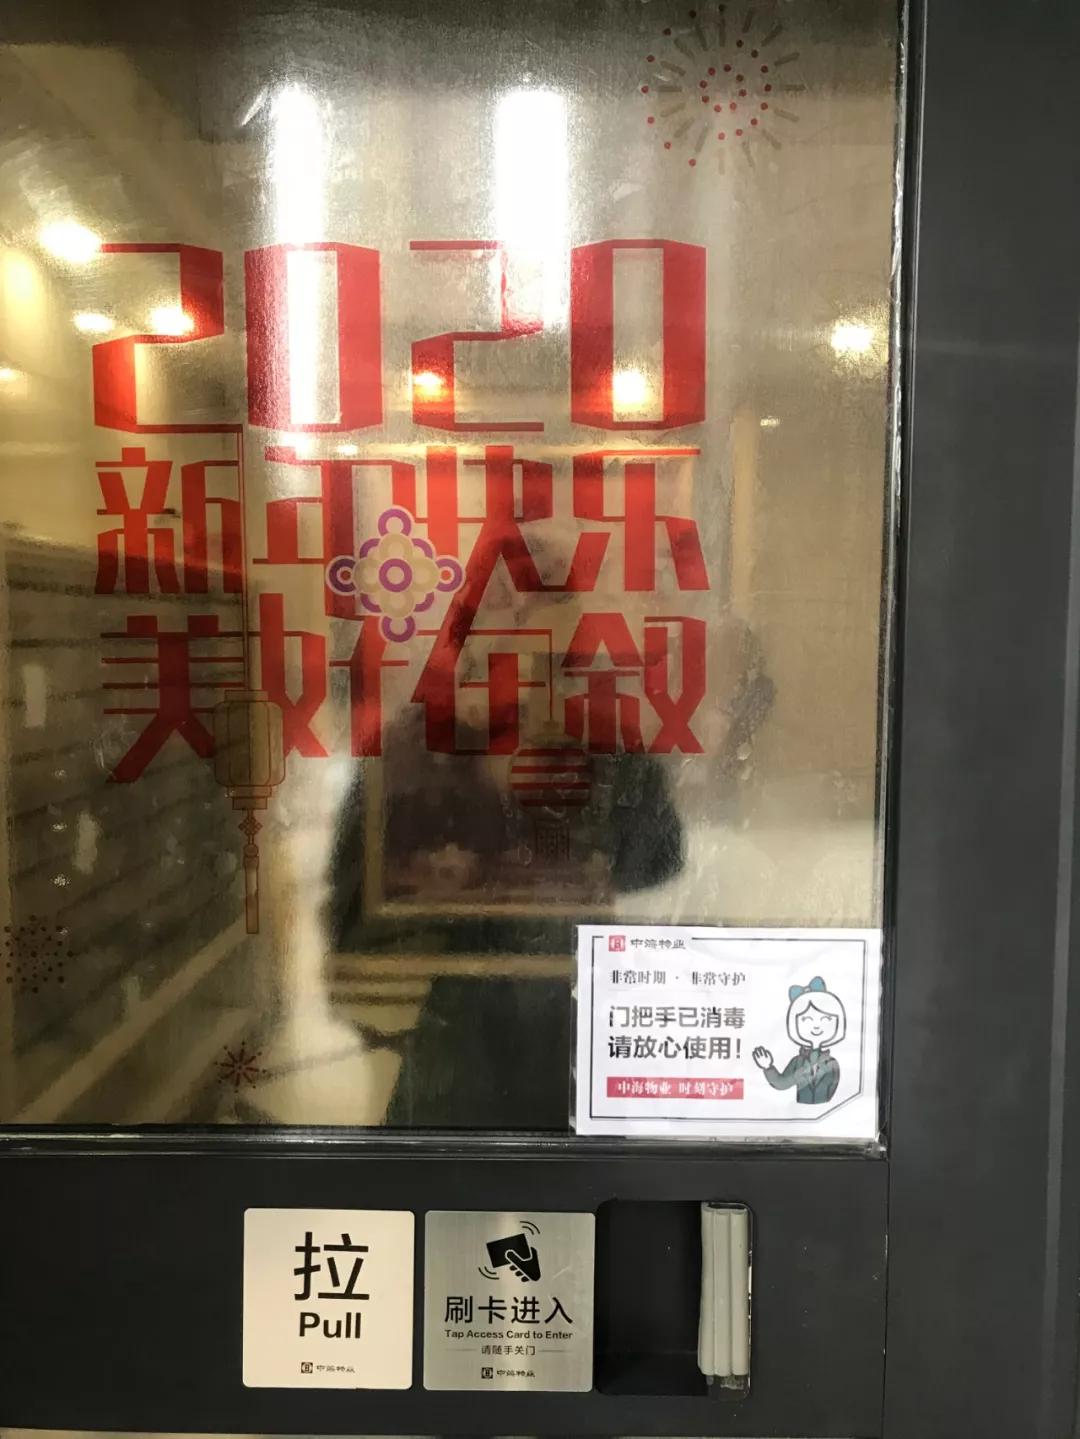 2020
新年快乐
美好在叙
中海物业
非常时期 · 非常守护
门把手已消毒
请放心使用！
中海物业 时刻守护
拉
Pull
中海物业
刷卡进入
Tap Access Card to Enter
请随手关门
中海物业